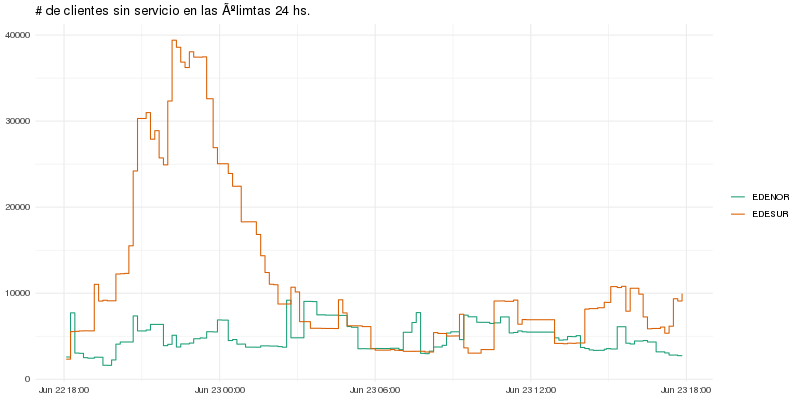 # de clientes sin servicio en las Ãºlimtas 24 hs.
40000
30000
20000
10000
0
Jun 22 18:00
Jun 23 00:00
Jun 23 06:00
Jun 23 12:00
Jun 23 18:00
EDENOR
EDESUR